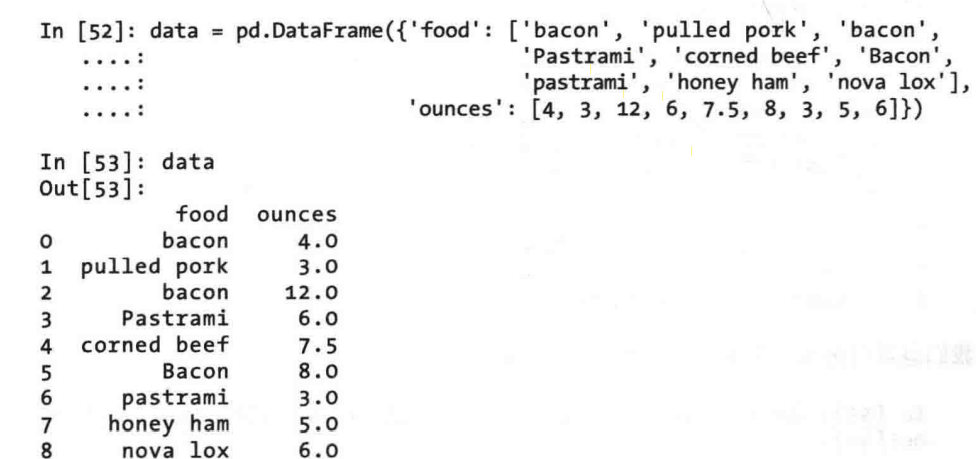 In [52]: data = pd.DataFrame({'food': ['bacon', 'pulled pork', 'bacon',
....: 'Pastrami', 'corned beef', 'Bacon',
....: 'pastrami', 'honey ham', 'nova lox'],
....: 'ounces': [4, 3, 12, 6, 7.5, 8, 3, 5, 6]})
In [53]: data
Out[53]:
food ounces
0 bacon 4.0
1 pulled pork 3.0
2 bacon 12.0
3 Pastrami 6.0
4 corned beef 7.5
5 Bacon 8.0
6 pastrami 3.0
7 honey ham 5.0
8 nova lox 6.0